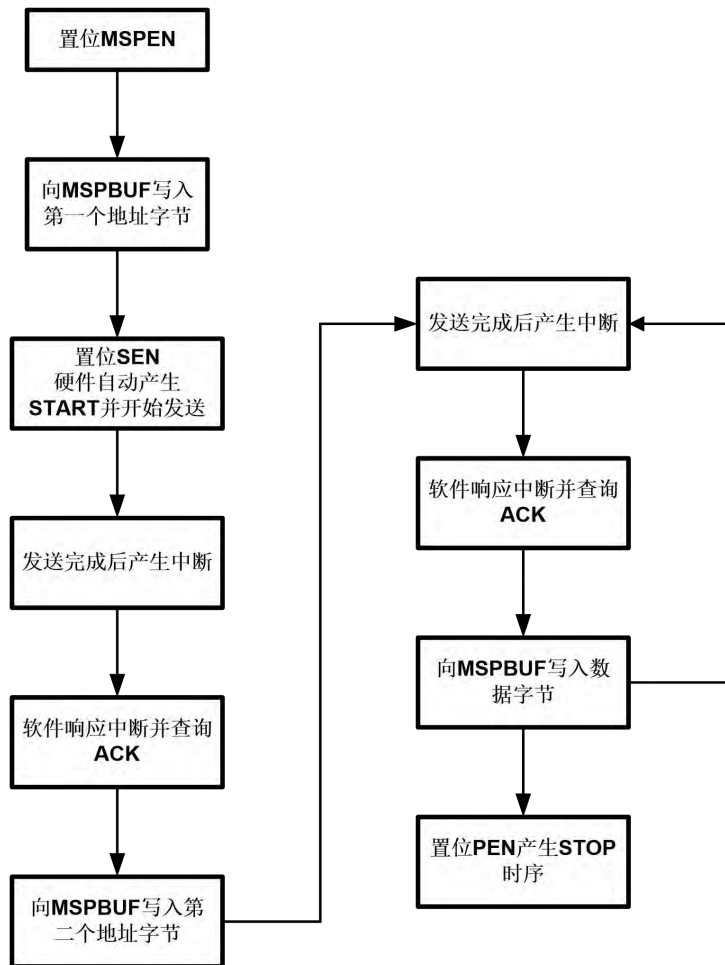 置位MSPEN
向MSPBUF写入
第一个地址字节
置位SEN
硬件自动产生
START并开始发送
发送完成后产生中断
软件响应中断并查询
ACK
向MSPBUF写入第
二个地址字节
发送完成后产生中断
软件响应中断并查询
ACK
向MSPBUF写入数
据字节
置位PEN产生STOP
时序